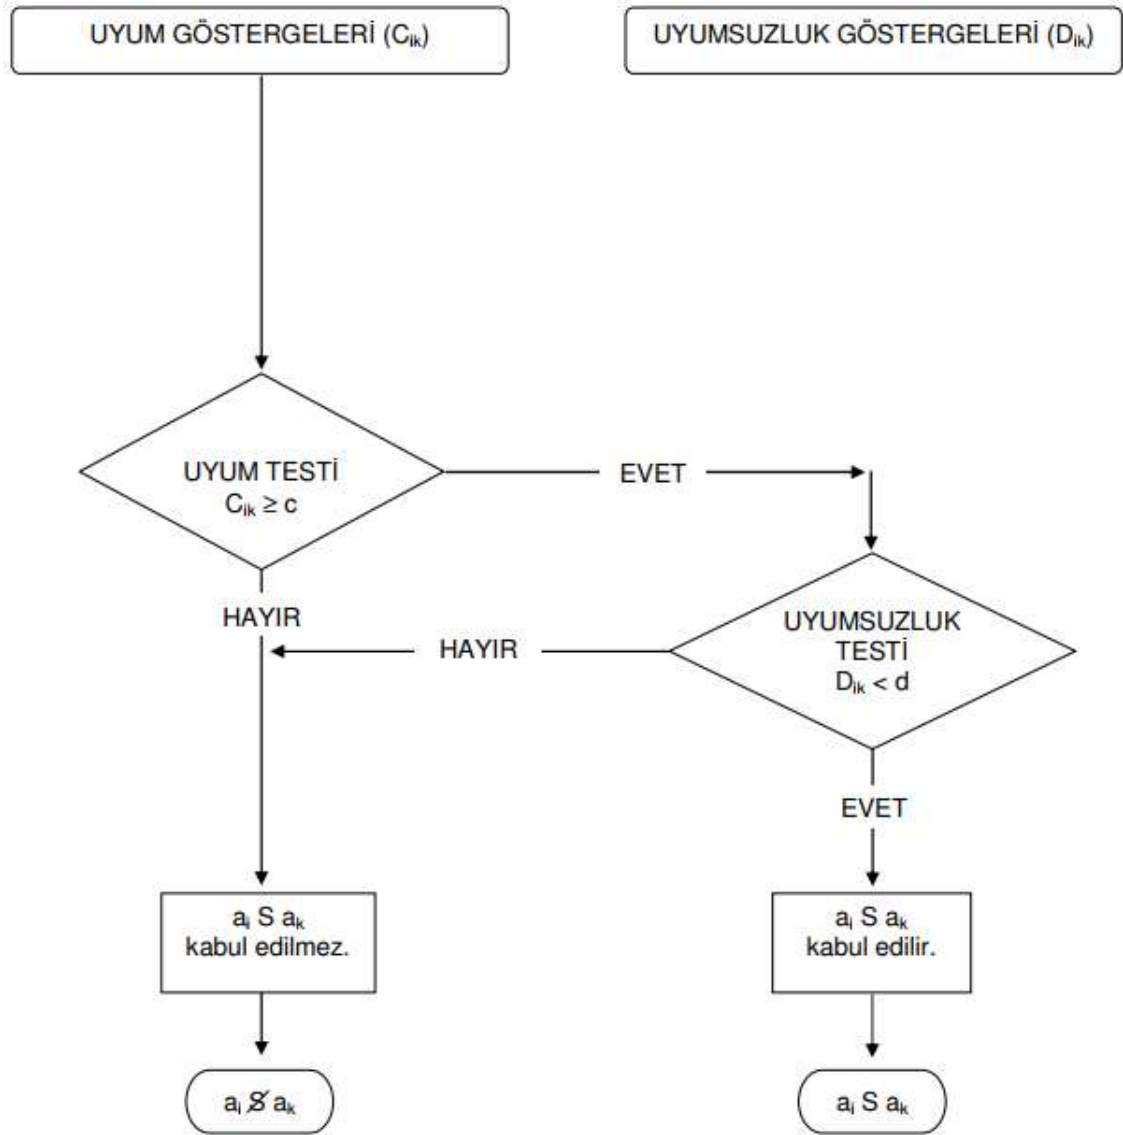 UYUM GÖSTERGELERİ (Cik)
UYUMSUZLUK GÖSTERGELERİ (Dik)
UYUM TESTİ
Cik ≥ c
EVET
HAYIR
UYUMSUZLUK
TESTİ
Dik < d
HAYIR
EVET
ai S ak
kabul edilmez.
ai S ak
kabul edilir.
ai S̸ ak
ai S ak